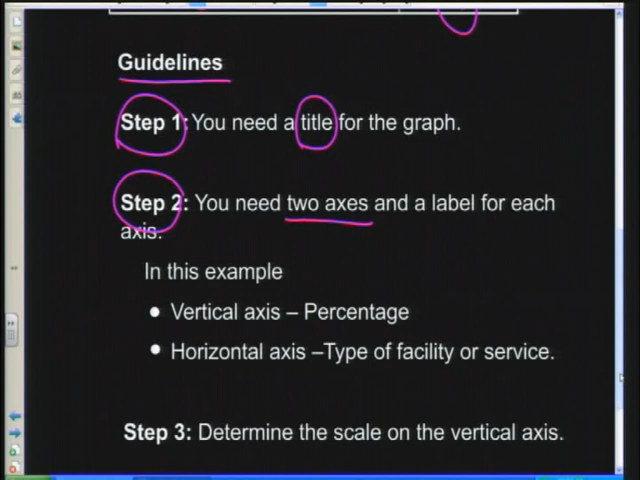 Guidelines
Step 1: You need a title for the graph.
Step 2: You need two axes and a label for each
axis.
In this example
• Vertical axis – Percentage
• Horizontal axis –Type of facility or service.
Step 3: Determine the scale on the vertical axis.